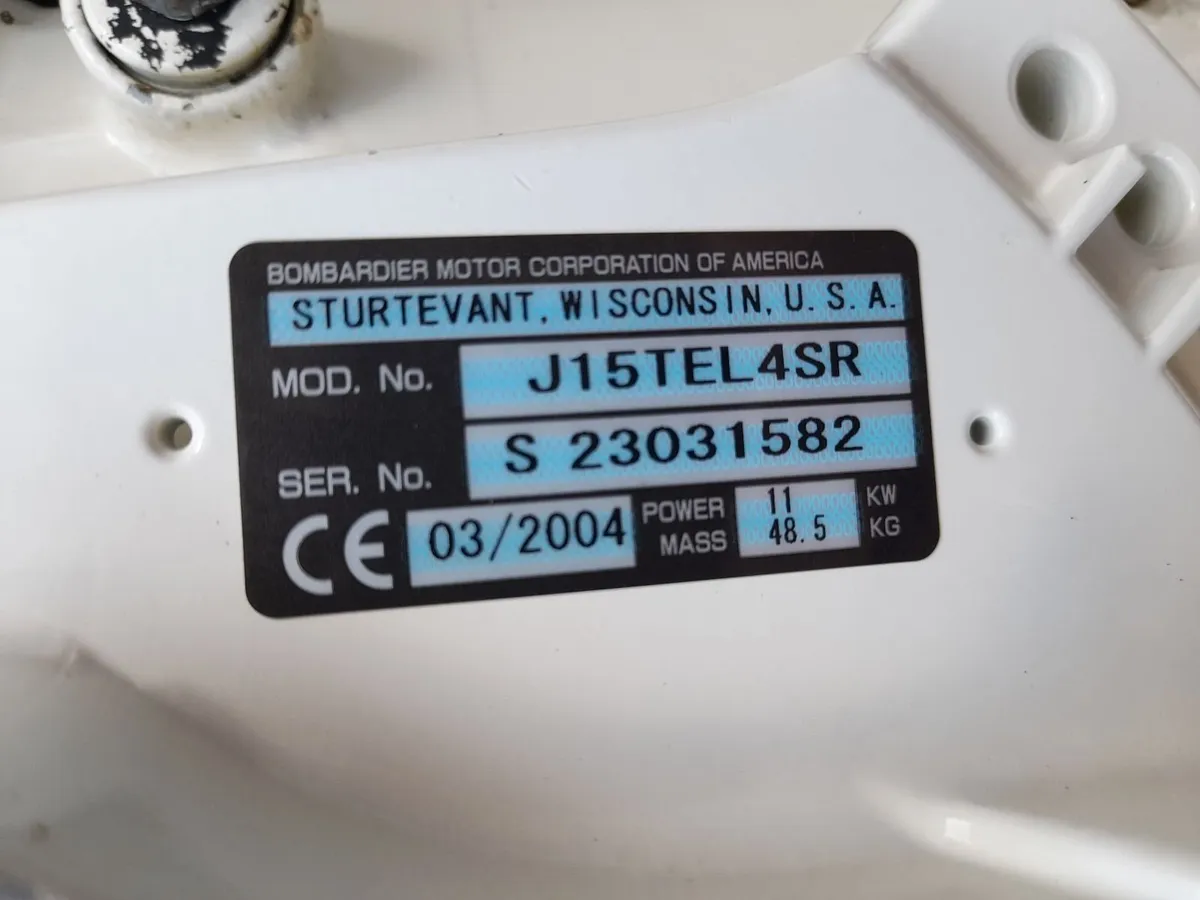 BOMBARDIER MOTOR CORPORATION OF AMERICA
STURTEVANT, WISCONSIN, U. S. A.
MOD. No. J15TEL4SR
SER. No. S 23031582
CE 03/2004 POWER 11 KW
MASS 48.5 KG